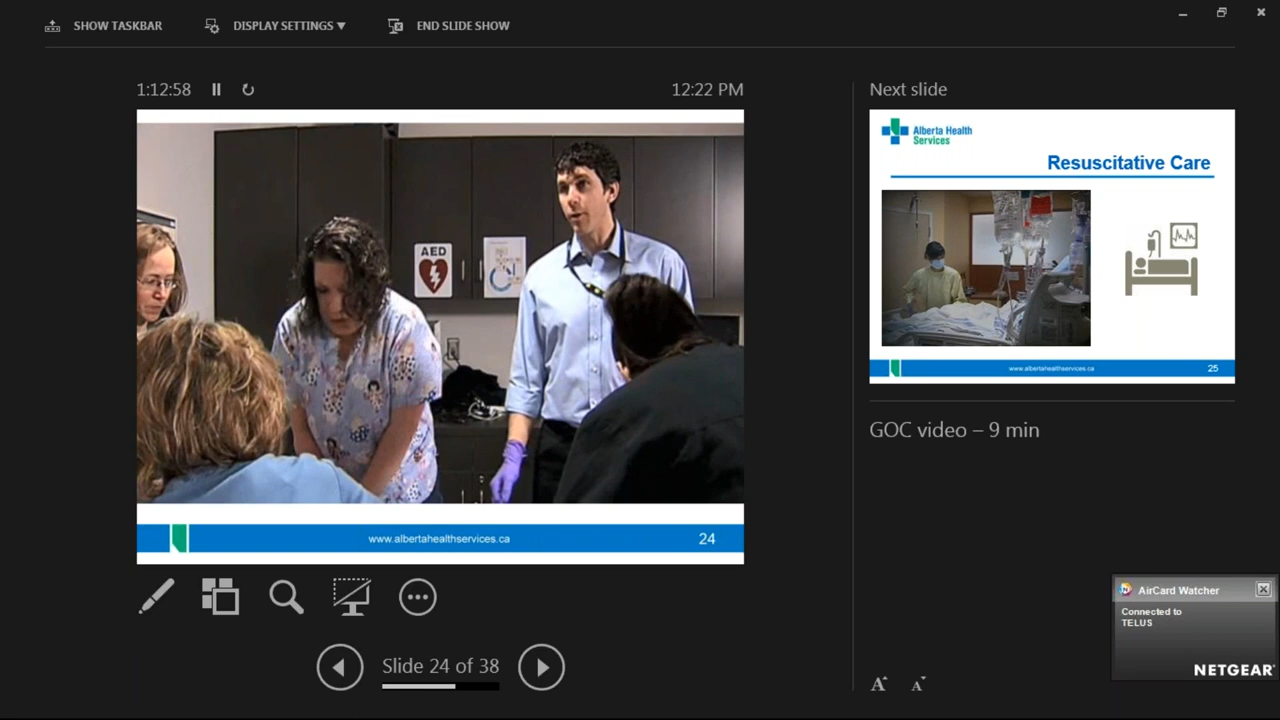 SHOW TASKBAR
DISPLAY SETTINGS ▼
END SLIDE SHOW
1:12:58
12:22 PM
Next slide
AED
www.albertahealthservices.ca
24
Alberta Health
Services
Resuscitative Care
www.albertahealthservices.ca
25
GOC video – 9 min
Slide 24 of 38
A
A
AirCard Watcher
Connected to
TELUS
NETGEAR